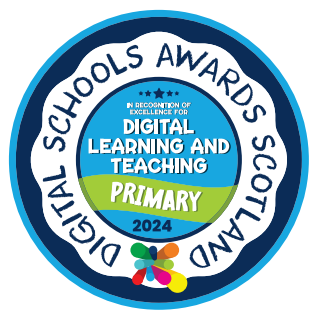 DIGITAL SCHOOLS AWARDS SCOTLAND
IN RECOGNITION OF
EXCELLENCE FOR
DIGITAL
LEARNING AND
TEACHING
PRIMARY
2024